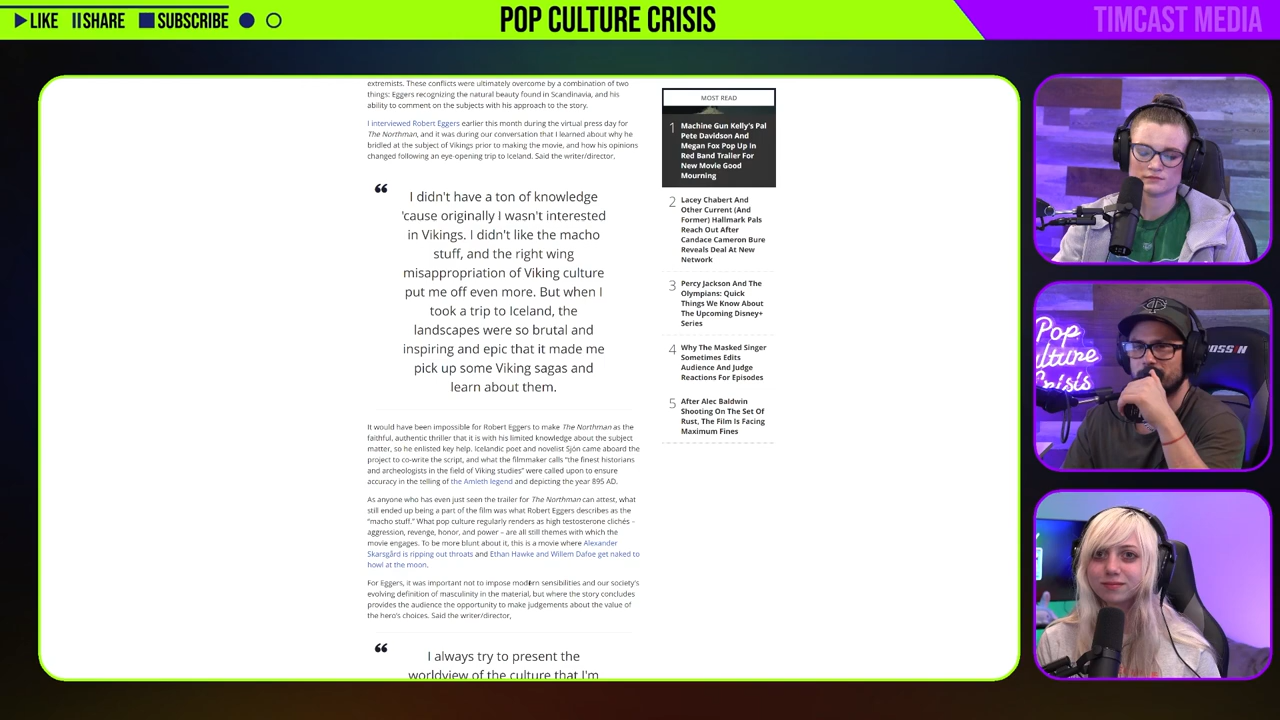 LIKE SHARE SUBSCRIBE
POP CULTURE CRISIS
TIMCAST MEDIA
extremists. These conflicts were ultimately overcome by a combination of two
things: Eggers recognizing the natural beauty found in Scandinavia, and his
ability to comment on the subjects with his approach to the story.
I interviewed Robert Eggers earlier this month during the virtual press day for
The Northman, and it was during our conversation that I learned about why he
bridled at the subject of Vikings prior to making the movie, and how his opinions
changed following an eye-opening trip to Iceland. Said the writer/director.
“
I didn't have a ton of knowledge
'cause originally I wasn't interested
in Vikings. I didn't like the macho
stuff, and the right wing
misappropriation of Viking culture
put me off even more. But when I
took a trip to Iceland, the
landscapes were so brutal and
inspiring and epic that it made me
pick up some Viking sagas and
learn about them.
It would have been impossible for Robert Eggers to make The Northman as the
faithful, authentic thriller that it is with his limited knowledge about the subject
matter, so he enlisted key help. Icelandic poet and novelist Sjón came aboard the
project to co-write the script, and what the filmmaker calls "the finest historians
and archeologists in the field of Viking studies" were called upon to ensure
accuracy in the telling of the Amleth legend and depicting the year 895 AD.
As anyone who has even just seen the trailer for The Northman can attest, what
still ended up being a part of the film was what Robert Eggers describes as the
"macho stuff." What pop culture regularly renders as high testosterone clichés –
aggression, revenge, honor, and power – are all still themes with which the
movie engages. To be more blunt about it, this is a movie where Alexander
Skarsgård is ripping out throats and Ethan Hawke and Willem Dafoe get naked to
howl at the moon.
For Eggers, it was important not to impose modern sensibilities and our society's
evolving definition of masculinity in the material, but where the story concludes
provides the audience the opportunity to make judgements about the value of
the hero's choices. Said the writer/director,
“
I always try to present the
worldview of the culture that I'm
MOST READ
1 Machine Gun Kelly's Pal
Pete Davidson And
Megan Fox Pop Up In
Red Band Trailer For
New Movie Good
Mourning
2 Lacey Chabert And
Other Current (And
Former) Hallmark Pals
Reach Out After
Candace Cameron Bure
Reveals Deal At New
Network
3 Percy Jackson And The
Olympians: Quick
Things We Know About
The Upcoming Disney+
Series
4 Why The Masked Singer
Sometimes Edits
Audience And Judge
Reactions For Episodes
5 After Alec Baldwin
Shooting On The Set Of
Rust, The Film Is Facing
Maximum Fines
Pop
ulture
Crisis
ROSSIN